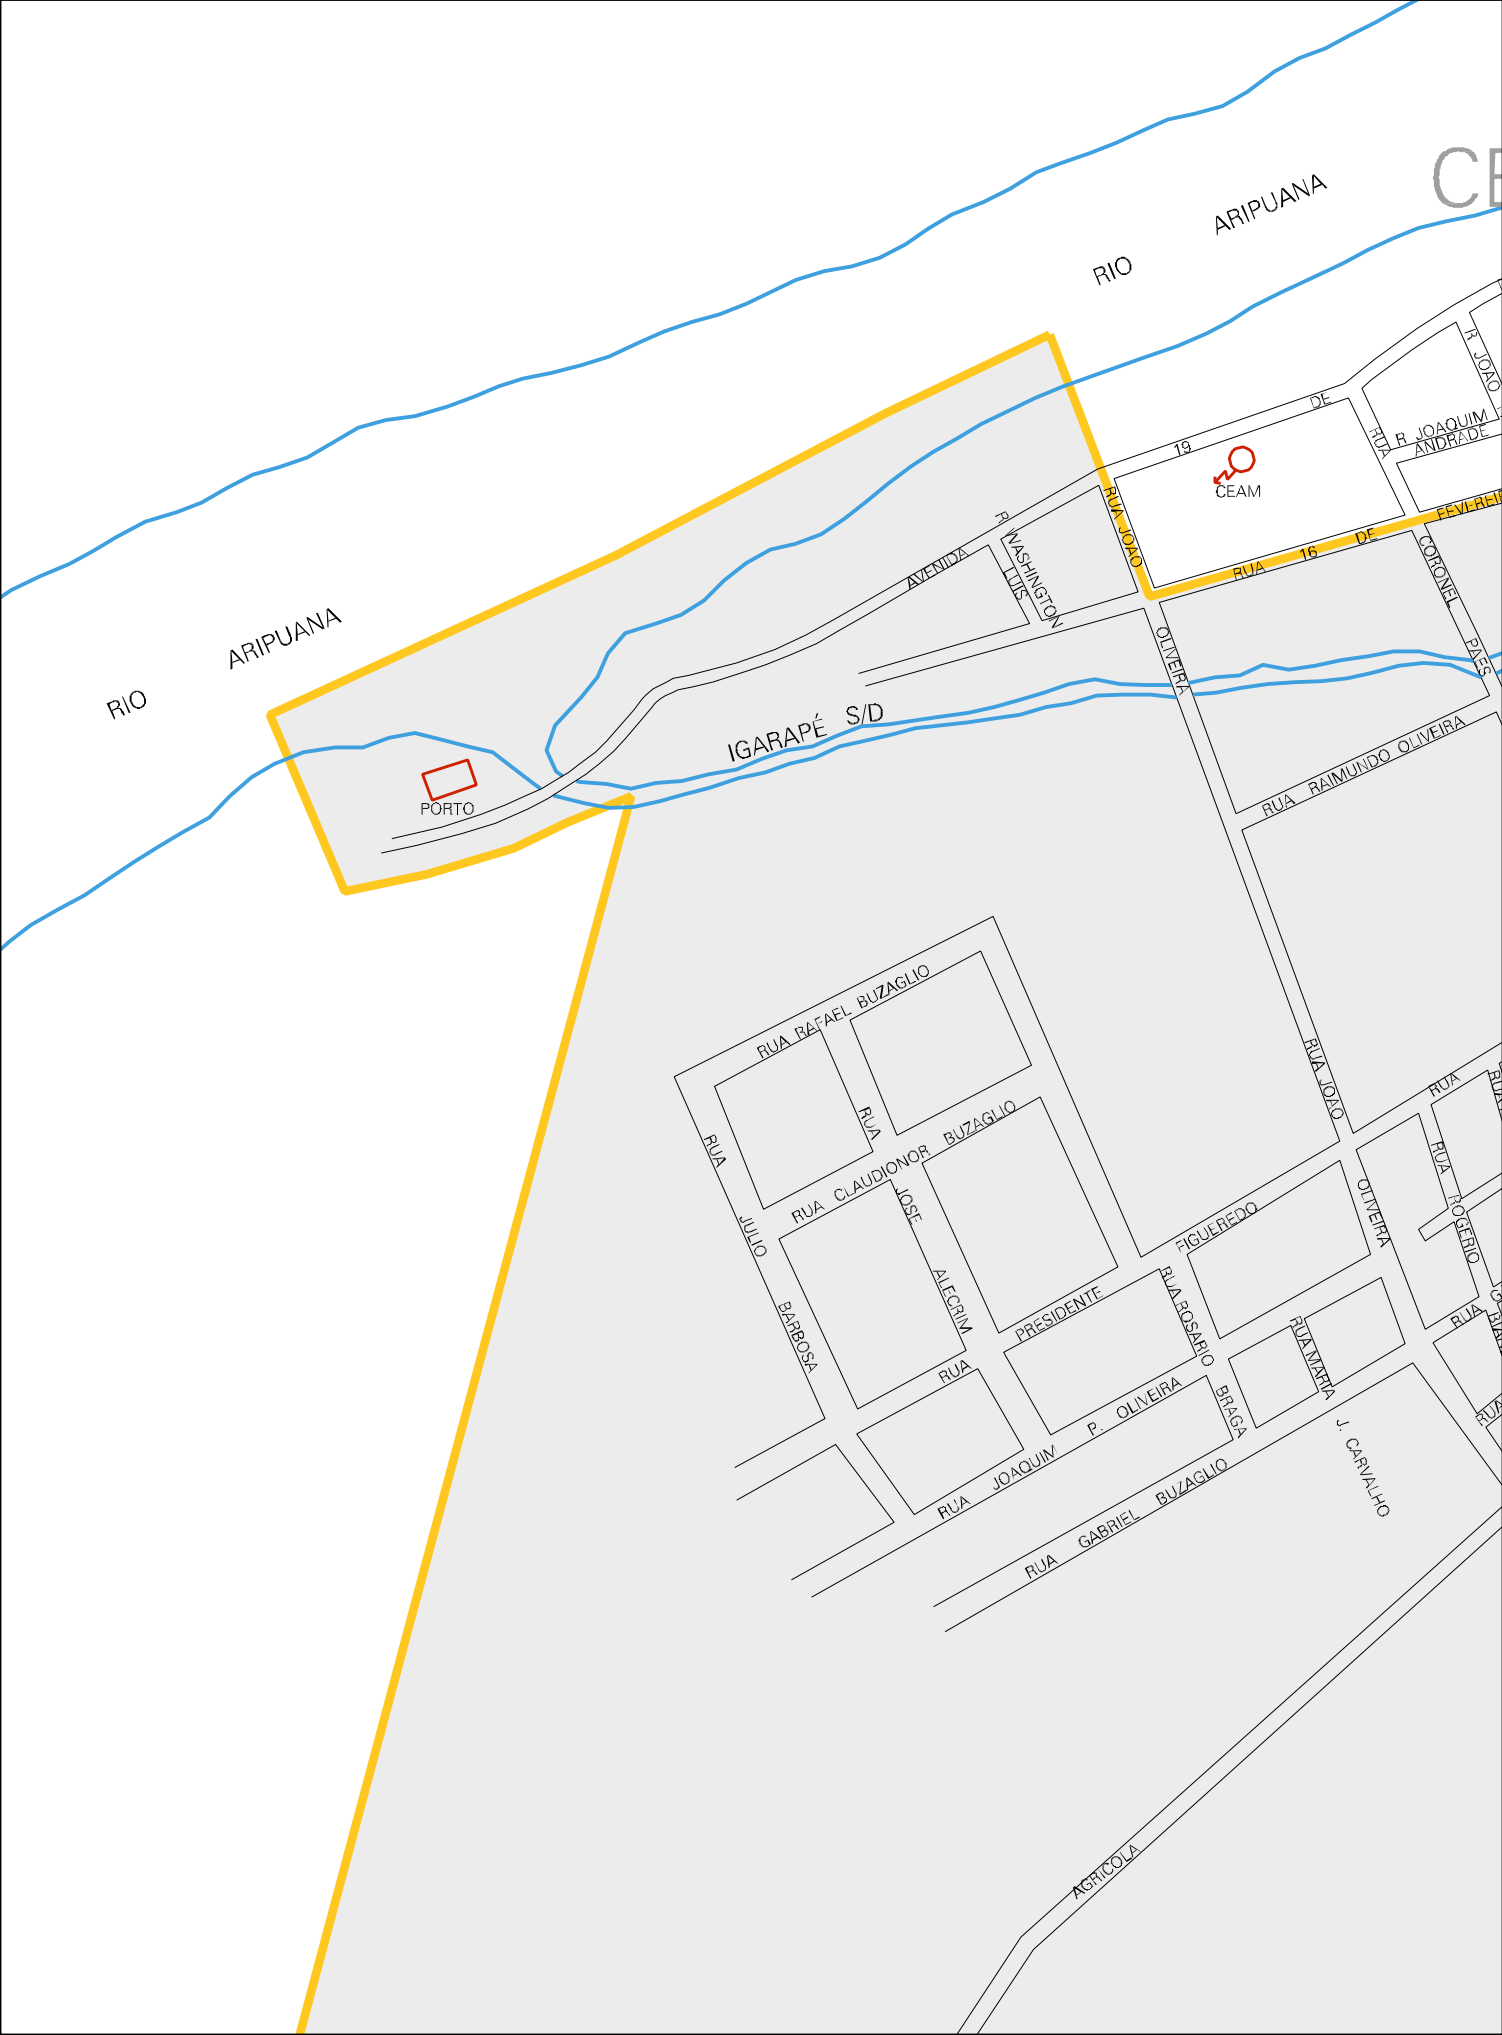 CE
RIO ARIPUANA
R JOAO
DE
19
RUA
R JOAQUIM
ANDRADE
CEAM
RUA JOAO OLIVEIRA
RUA 16 DE FEVEREI
R WASHINGTON
LUIS
AVENIDA
CORONEL PAES
RIO ARIPUANA
IGARAPÉ S/D
PORTO
RUA RAIMUNDO OLIVEIRA
RUA RAFAEL BUZAGLIO
RUA JOAO OLIVEIRA
RUA
RUA
RUA JOSE ALECRIM
RUA CLAUDIONOR BUZAGLIO
RUA JULIO BARBOSA
RUA ROGERIO
FIGUEREDO
RUA PRESIDENTE
RUA ROSARIO BRAGA
RUA MARIA
J. CARVALHO
RUA
RUA
RUA JOAQUIM P. OLIVEIRA
RUA GABRIEL BUZAGLIO
AGRICOLA